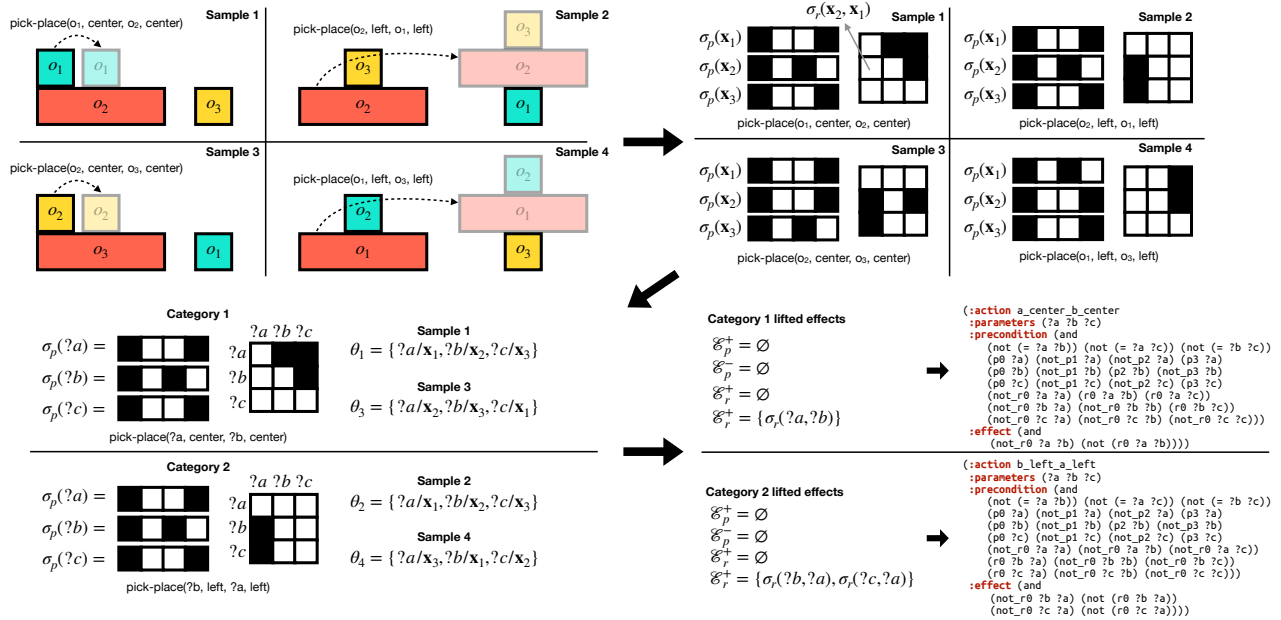 Sample 1
pick-place(o₁, center, o₂, center)
o₁
o₁
o₂
o₃
Sample 2
pick-place(o₂, left, o₁, left)
o₃
o₃
o₂
o₂
o₁
Sample 3
pick-place(o₂, center, o₃, center)
o₂
o₂
o₃
o₁
Sample 4
pick-place(o₁, left, o₃, left)
o₂
o₂
o₁
o₁
o₃
σᵣ(x₂, x₁)
Sample 1
σₚ(x₁)
σₚ(x₂)
σₚ(x₃)
pick-place(o₁, center, o₂, center)
Sample 2
σₚ(x₁)
σₚ(x₂)
σₚ(x₃)
pick-place(o₂, left, o₁, left)
Sample 3
σₚ(x₁)
σₚ(x₂)
σₚ(x₃)
pick-place(o₂, center, o₃, center)
Sample 4
σₚ(x₁)
σₚ(x₂)
σₚ(x₃)
pick-place(o₁, left, o₃, left)
Category 1
?a ?b ?c
σₚ(?a) =
σₚ(?b) =
σₚ(?c) =
?a
?b
?c
pick-place(?a, center, ?b, center)
Sample 1
θ₁ = {?a/x₁,?b/x₂,?c/x₃}
Sample 3
θ₃ = {?a/x₂,?b/x₃,?c/x₁}
Category 2
?a ?b ?c
σₚ(?a) =
σₚ(?b) =
σₚ(?c) =
?a
?b
?c
pick-place(?b, left, ?a, left)
Sample 2
θ₂ = {?a/x₁,?b/x₂,?c/x₃}
Sample 4
θ₄ = {?a/x₃,?b/x₁,?c/x₂}
Category 1 lifted effects
ℰₚ⁺ = ∅
ℰₚ⁻ = ∅
ℰᵣ⁺ = ∅
ℰᵣ⁺ = {σᵣ(?a, ?b)}
(:action a_center_b_center
:parameters (?a ?b ?c)
:precondition (and
(not (= ?a ?b)) (not (= ?a ?c)) (not (= ?b ?c))
(p0 ?a) (not_p1 ?a) (not_p2 ?a) (p3 ?a)
(p0 ?b) (not_p1 ?b) (p2 ?b) (not_p3 ?b)
(p0 ?c) (not_p1 ?c) (not_p2 ?c) (p3 ?c)
(not_r0 ?a ?a) (r0 ?a ?b) (r0 ?a ?c)
(not_r0 ?b ?a) (not_r0 ?b ?b) (r0 ?b ?c)
(not_r0 ?c ?a) (not_r0 ?c ?b) (not_r0 ?c ?c)))
:effect (and
(not_r0 ?a ?b) (not (r0 ?a ?b))))
Category 2 lifted effects
ℰₚ⁺ = ∅
ℰₚ⁻ = ∅
ℰᵣ⁺ = ∅
ℰᵣ⁺ = {σᵣ(?b, ?a), σᵣ(?c, ?a)}
(:action b_left_a_left
:parameters (?a ?b ?c)
:precondition (and
(not (= ?a ?b)) (not (= ?a ?c)) (not (= ?b ?c))
(p0 ?a) (not_p1 ?a) (not_p2 ?a) (p3 ?a)
(p0 ?b) (not_p1 ?b) (p2 ?b) (not_p3 ?b)
(p0 ?c) (not_p1 ?c) (not_p2 ?c) (p3 ?c)
(not_r0 ?a ?a) (not_r0 ?a ?b) (not_r0 ?a ?c)
(r0 ?b ?a) (not_r0 ?b ?b) (not_r0 ?b ?c)
(r0 ?c ?a) (not_r0 ?c ?b) (not_r0 ?c ?c)))
:effect (and
(not_r0 ?b ?a) (not (r0 ?b ?a))
(not_r0 ?c ?a) (not (r0 ?c ?a))))